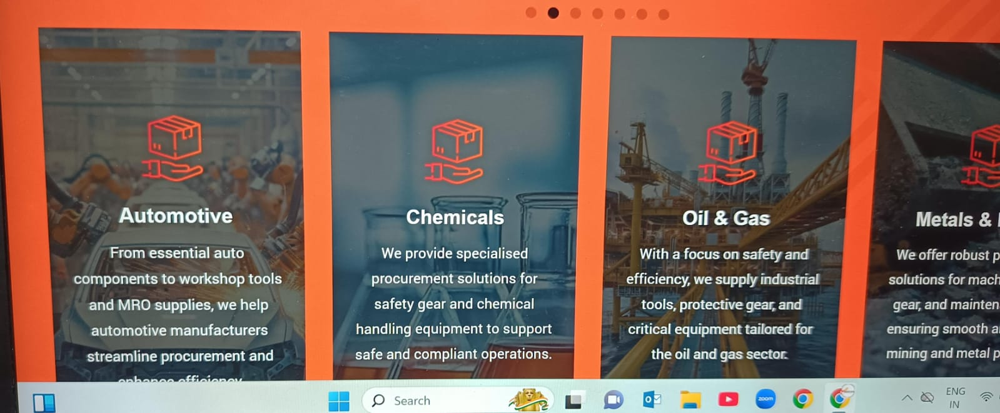 Automotive
From essential auto
components to workshop tools
and MRO supplies, we help
automotive manufacturers
streamline procurement and
enhance efficiency
Chemicals
We provide specialised
procurement solutions for
safety gear and chemical
handling equipment to support
safe and compliant operations.
Oil & Gas
With a focus on safety and
efficiency, we supply industrial
tools, protective gear, and
critical equipment tailored for
the oil and gas sector.
Metals &
We offer robust
solutions for
gear, and
ensuring smooth
mining and metal
Search
zoom
ENG
IN